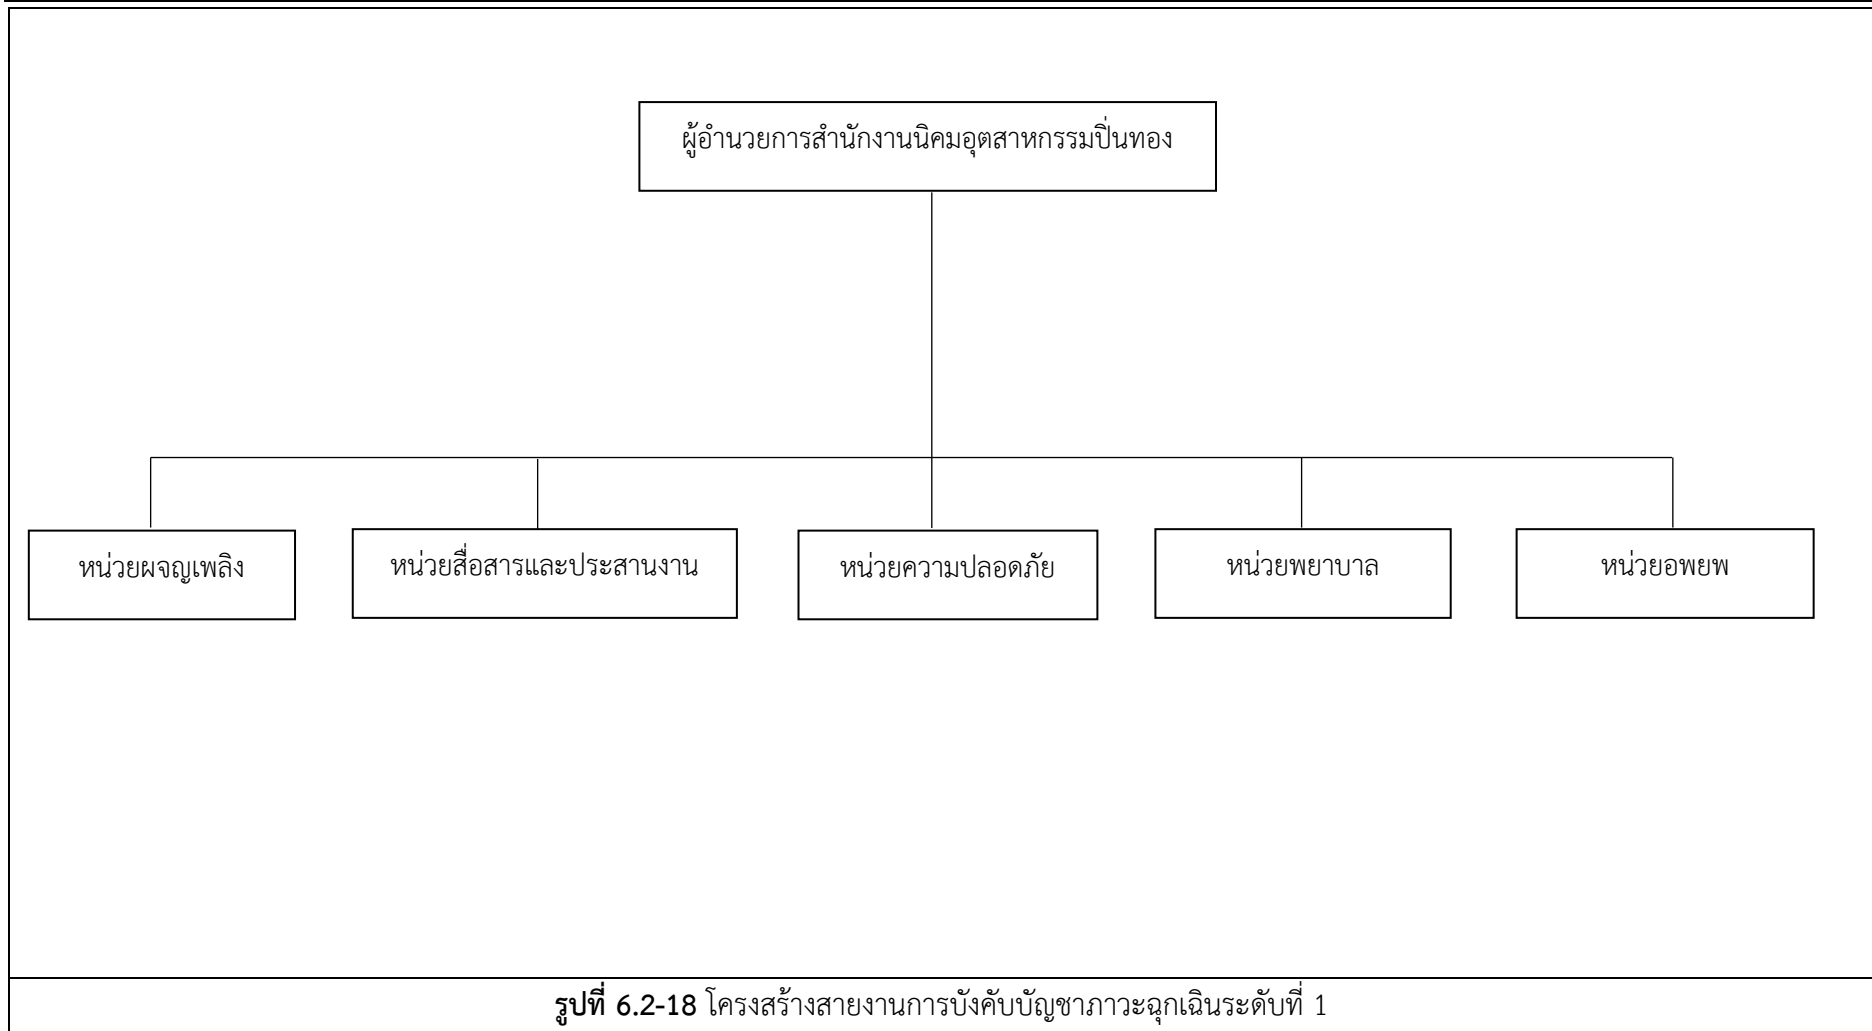 ผู้อำนวยการสำนักงานนิคมอุตสาหกรรมปิ่นทอง
หน่วยผจญเพลิง
หน่วยสื่อสารและประสานงาน
หน่วยความปลอดภัย
หน่วยพยาบาล
หน่วยอพยพ
รูปที่ 6.2-18 โครงสร้างสายงานการบังคับบัญชาภาวะฉุกเฉินระดับที่ 1